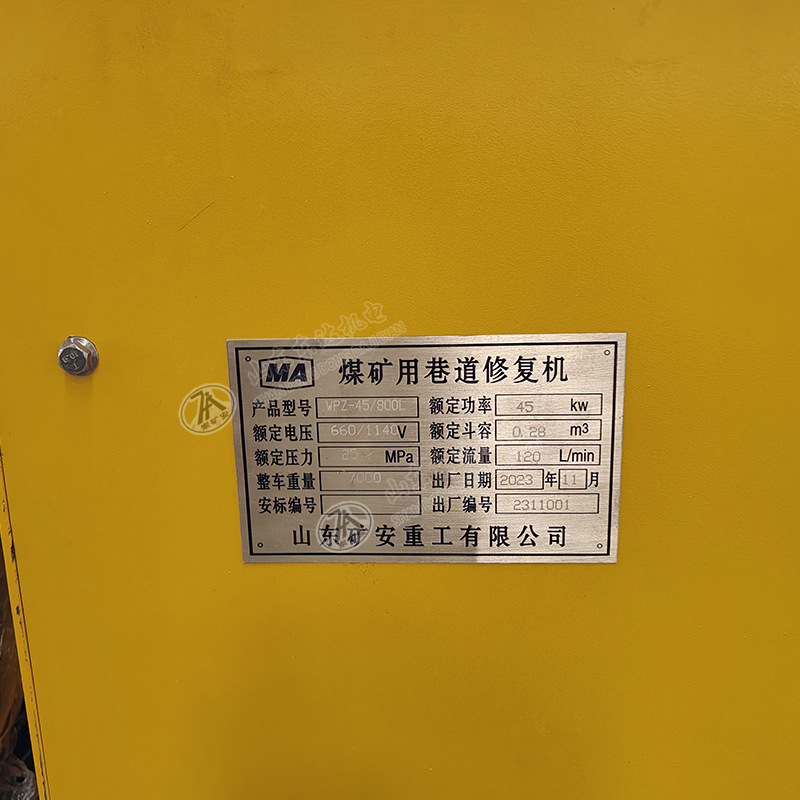 MA 煤矿用巷道修复机
产品型号 WPZ-45/800L 额定功率 45 kw
额定电压 660/1140 V 额定斗容 0.28 m3
额定压力 25 MPa 额定流量 120 L/min
整车重量 7000 出厂日期 2023 年 11 月
安标编号 出厂编号 2311001
山东矿安重工有限公司